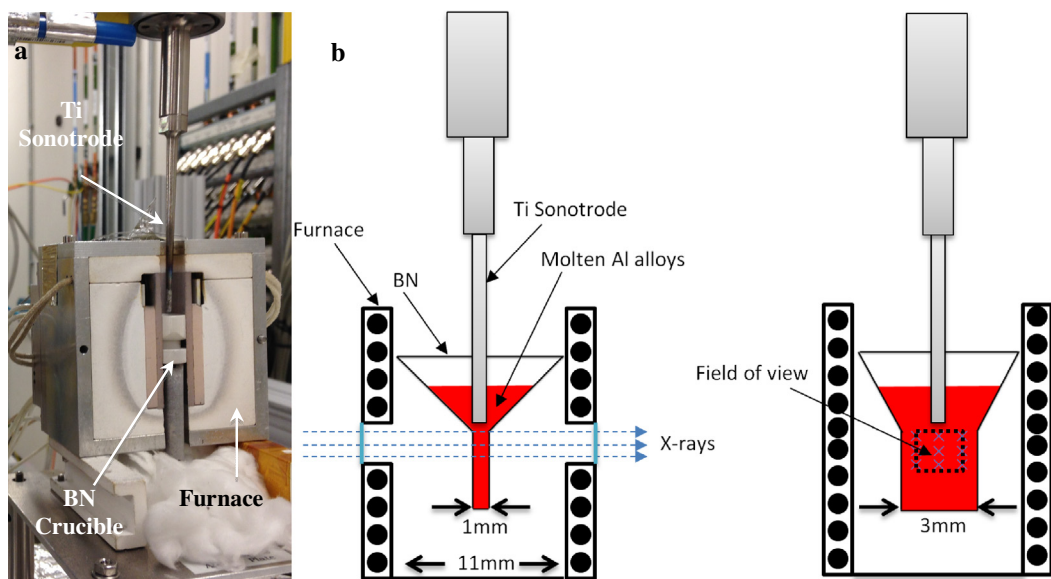 a
Ti
Sonotrode
BN
Crucible
Furnace
b
Furnace
BN
Ti Sonotrode
Molten Al alloys
X-rays
1mm
11mm
Field of view
3mm